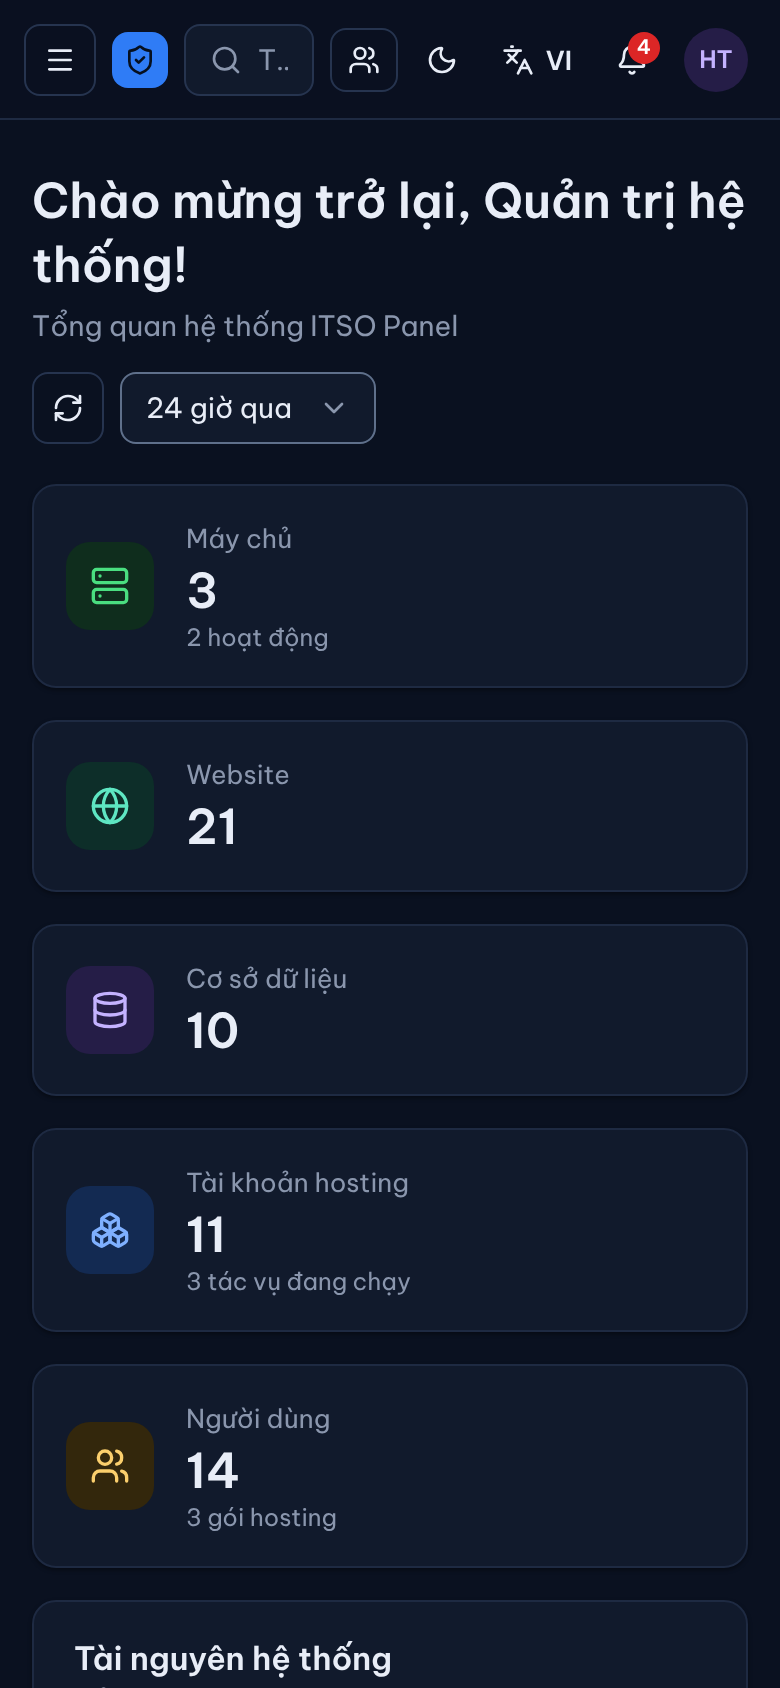 T..
VI
4
HT
Chào mừng trở lại, Quản trị hệ
thống!
Tổng quan hệ thống ITSO Panel
24 giờ qua
Máy chủ
3
2 hoạt động
Website
21
Cơ sở dữ liệu
10
Tài khoản hosting
11
3 tác vụ đang chạy
Người dùng
14
3 gói hosting
Tài nguyên hệ thống